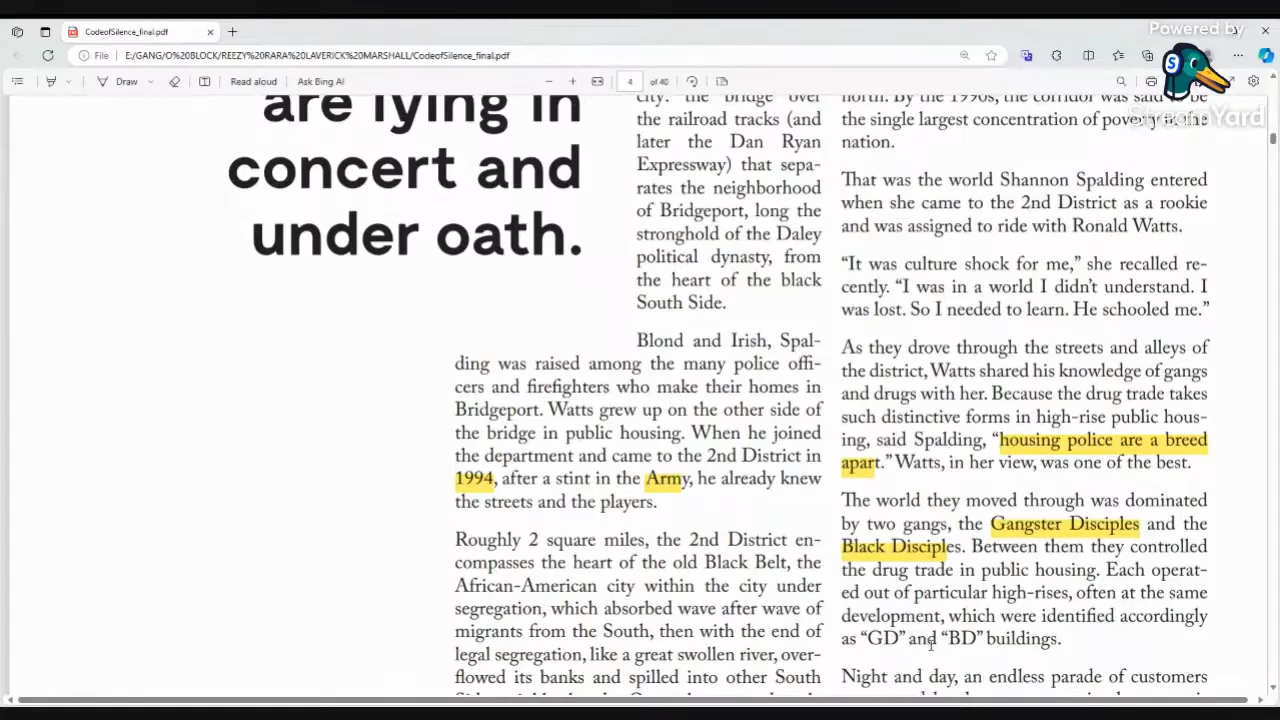 CodeofSilence_final.pdf
Powered by
File
E:/GANG/O%20BLOCK/REEZY%20RARA%20LAVERICK%20MARSHALL/CodeofSilence_final.pdf
Draw
Read aloud
Ask Bing AI
4
of 40
StreamYard
are lying in
concert and
under oath.
city: the bridge over
the railroad tracks (and
later the Dan Ryan
Expressway) that sepa-
rates the neighborhood
of Bridgeport, long the
stronghold of the Daley
political dynasty, from
the heart of the black
South Side.
Blond and Irish, Spal-
ding was raised among the many police offi-
cers and firefighters who make their homes in
Bridgeport. Watts grew up on the other side of
the bridge in public housing. When he joined
the department and came to the 2nd District in
1994, after a stint in the Army, he already knew
the streets and the players.
Roughly 2 square miles, the 2nd District en-
compasses the heart of the old Black Belt, the
African-American city within the city under
segregation, which absorbed wave after wave of
migrants from the South, then with the end of
legal segregation, like a great swollen river, over-
flowed its banks and spilled into other South
north. By the 1990s, the corridor was said to be
the single largest concentration of poverty in the
nation.
That was the world Shannon Spalding entered
when she came to the 2nd District as a rookie
and was assigned to ride with Ronald Watts.
“It was culture shock for me,” she recalled re-
cently. “I was in a world I didn’t understand. I
was lost. So I needed to learn. He schooled me.”
As they drove through the streets and alleys of
the district, Watts shared his knowledge of gangs
and drugs with her. Because the drug trade takes
such distinctive forms in high-rise public hous-
ing, said Spalding, “housing police are a breed
apart.” Watts, in her view, was one of the best.
The world they moved through was dominated
by two gangs, the Gangster Disciples and the
Black Disciples. Between them they controlled
the drug trade in public housing. Each operat-
ed out of particular high-rises, often at the same
development, which were identified accordingly
as “GD” and “BD” buildings.
Night and day, an endless parade of customers